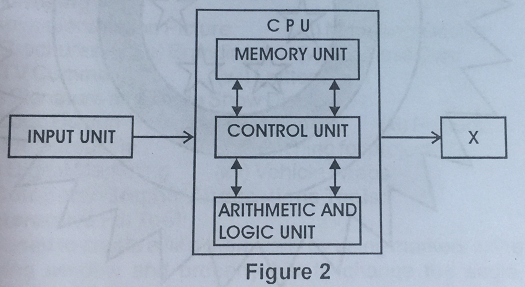 C P U
MEMORY UNIT
INPUT UNIT
CONTROL UNIT
X
ARITHMETIC AND
LOGIC UNIT
Figure 2